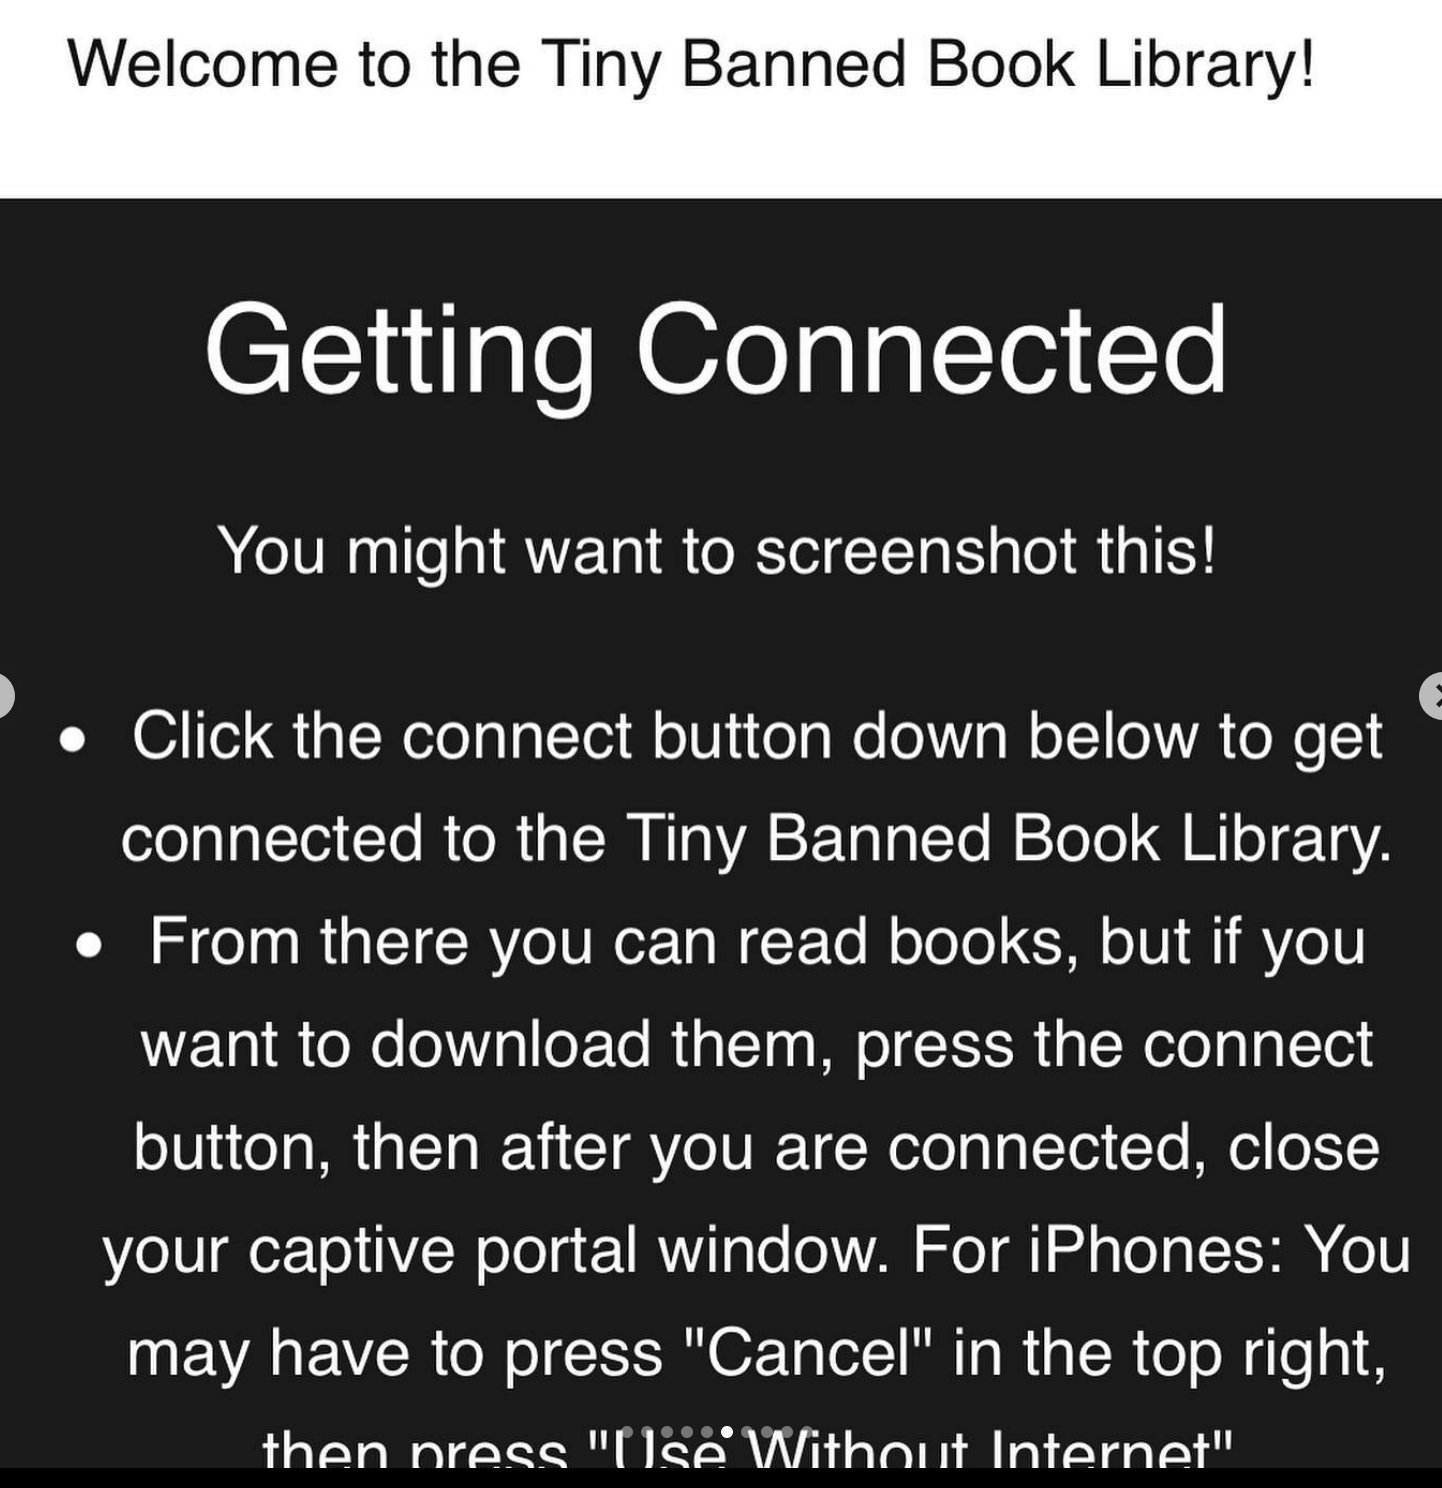 Welcome to the Tiny Banned Book Library!
Getting Connected
You might want to screenshot this!
• Click the connect button down below to get
connected to the Tiny Banned Book Library.
• From there you can read books, but if you
want to download them, press the connect
button, then after you are connected, close
your captive portal window. For iPhones: You
may have to press "Cancel" in the top right,
then press "Use Without Internet"